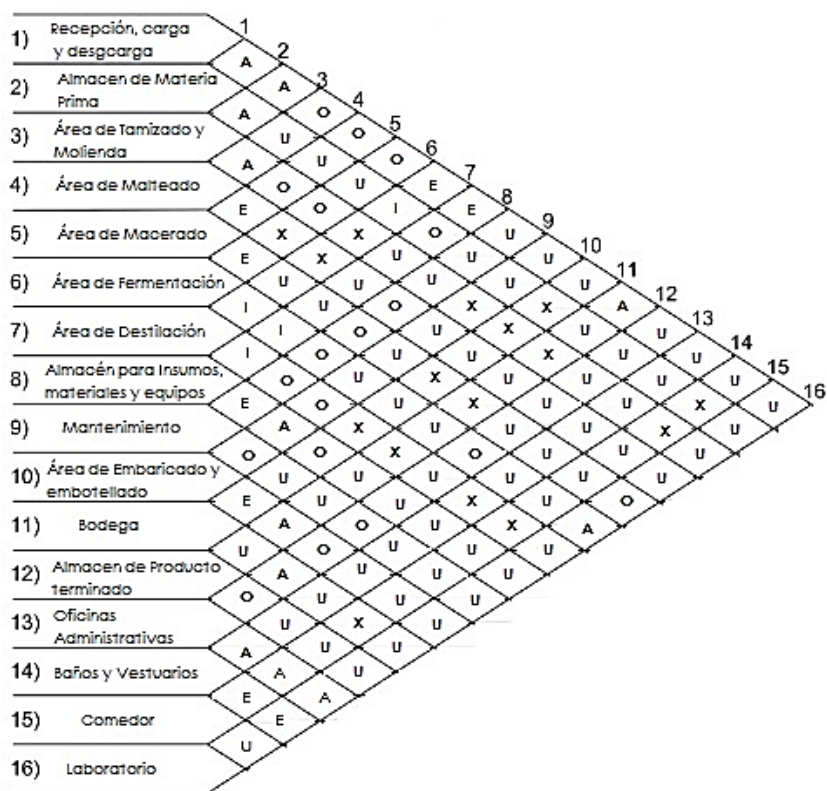 1) Recepción, carga
y desgcarga
2) Almacen de Materia
Prima
3) Área de Tamizado y
Molienda
4) Área de Malteado
5) Área de Macerado
6) Área de Fermentación
7) Área de Destilación
8) Almacén para Insumos,
materiales y equipos
9) Mantenimiento
10) Área de Embaricado y
embotellado
11) Bodega
12) Almacen de Producto
terminado
13) Oficinas
Administrativas
14) Baños y Vestuarios
15) Comedor
16) Laboratorio
1 2 3 4 5 6 7 8 9 10 11 12 13 14 15 16
A A O O O E E U U U A U U U U
A U U U I O U U X U U U X U
A O O X U U X X X U U X U
E X X U O U U U U U U U
E U U O U X X U U U O
I I O U U U O U U A
I O O X X U X X U
E A O U U U U U
O U U O U U U
E A O U U U
U A U X U
O U U U
A A A
E E
U